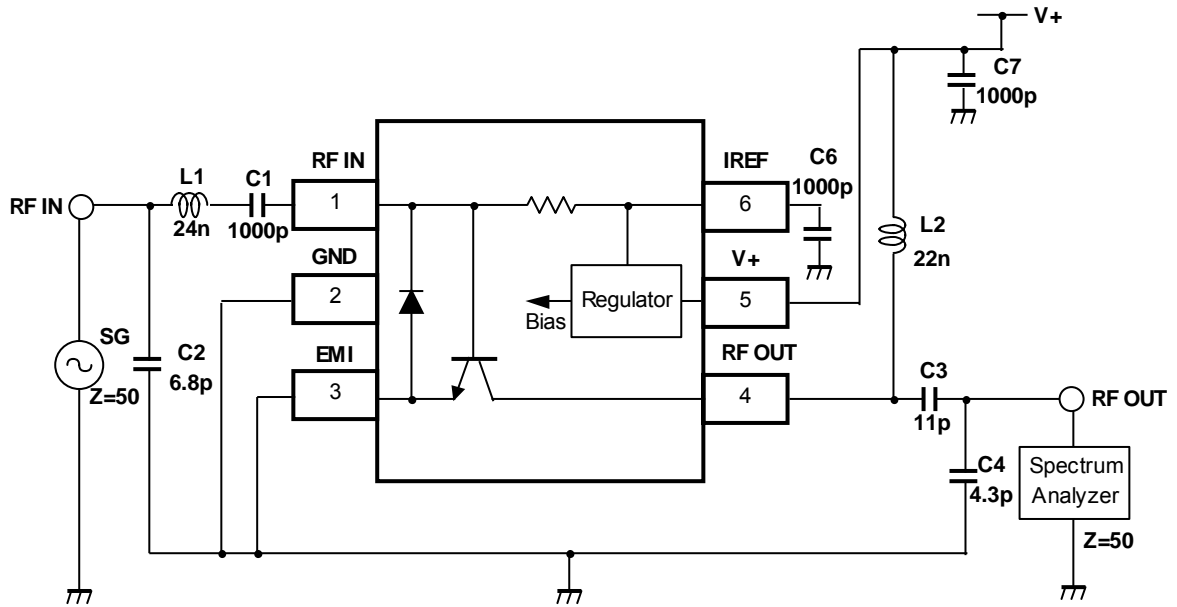 V+
C7
1000p
RF IN
IREF
C6
1000p
L1
C1
RF IN
1
6
24n
1000p
L2
22n
GND
V+
2
Regulator
5
Bias
SG
C2
6.8p
EMI
RF OUT
C3
3
4
RF OUT
Z=50
11p
C4
4.3p
Spectrum
Analyzer
Z=50